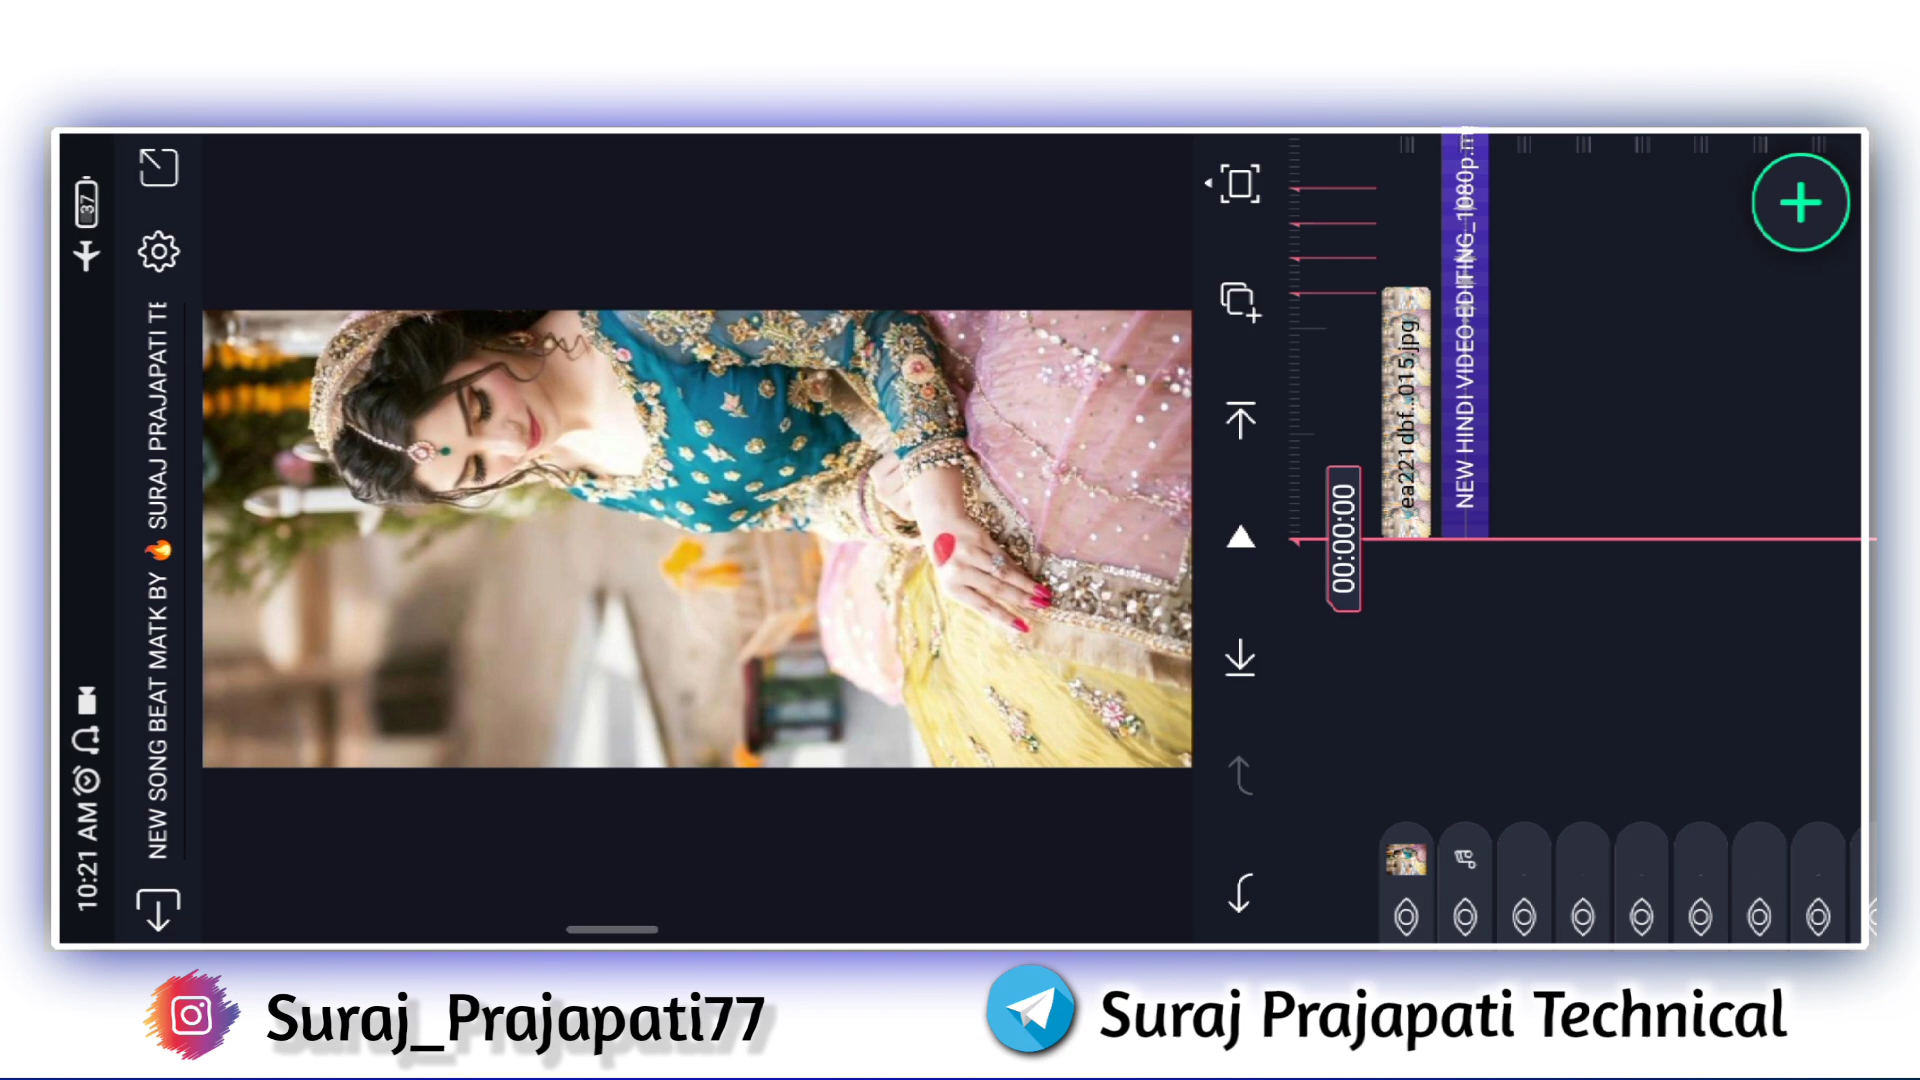 10:21 AM
37
NEW SONG BEAT MATK BY 🔥 SURAJ PRAJAPATI TE
00:00:00
ea221dbf..015.jpg
NEW HINDI VIDEO EDITING_1080p.m
Suraj_Prajapati77
Suraj Prajapati Technical